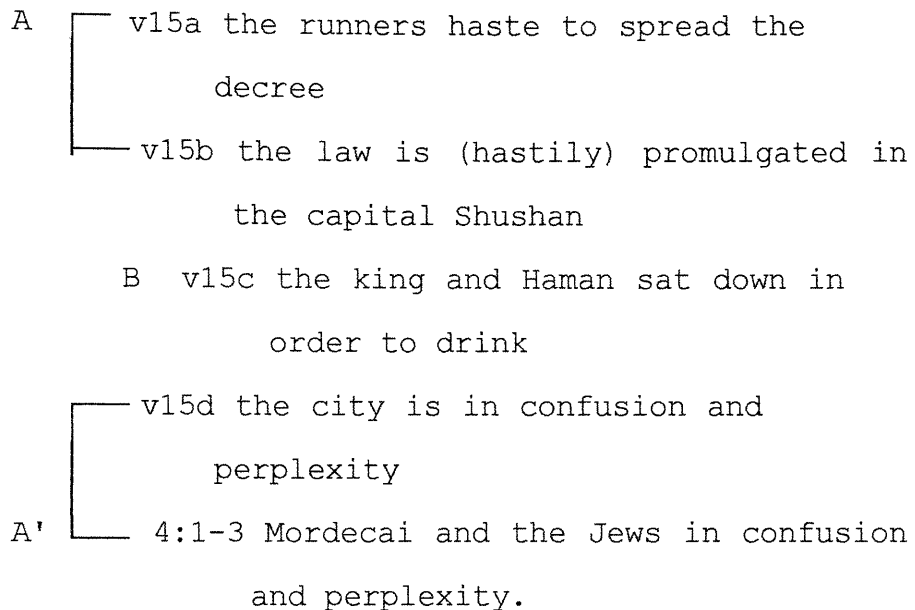 A v15a the runners haste to spread the
decree
v15b the law is (hastily) promulgated in
the capital Shushan
B v15c the king and Haman sat down in
order to drink
v15d the city is in confusion and
perplexity
A' 4:1-3 Mordecai and the Jews in confusion
and perplexity.